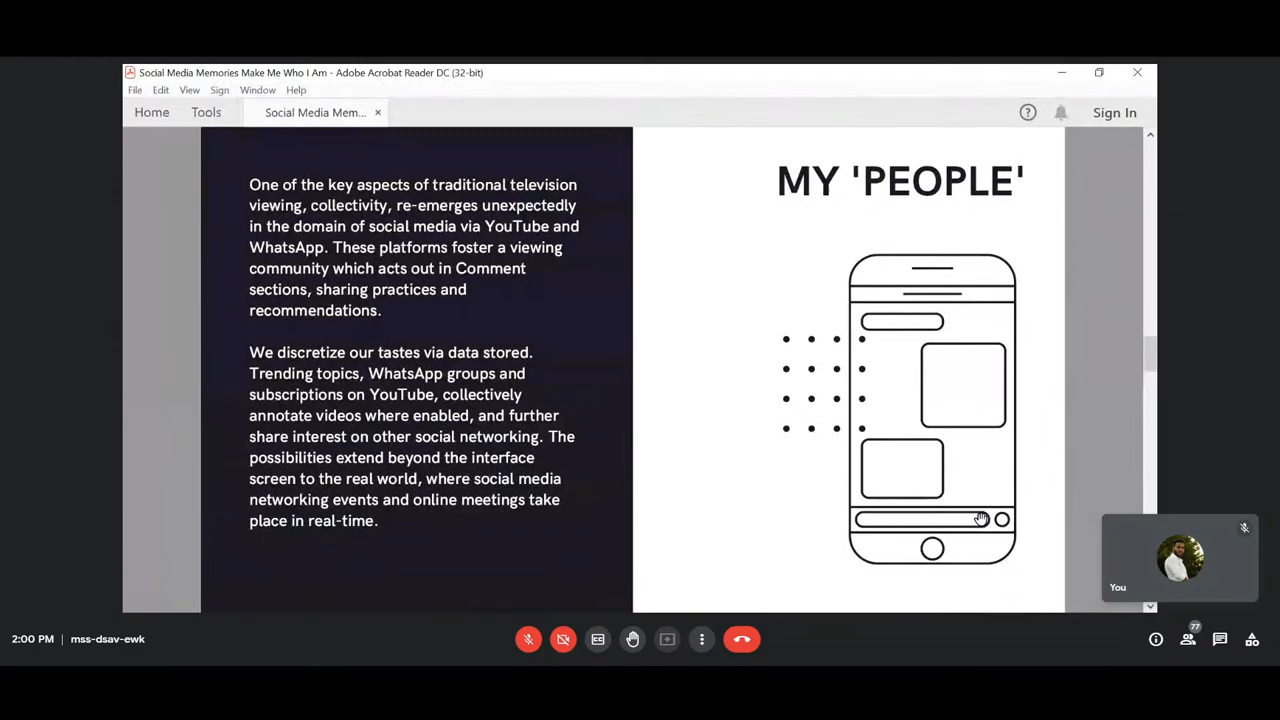 Social Media Memories Make Me Who I Am - Adobe Acrobat Reader DC (32-bit)
File Edit View Sign Window Help
Home Tools Social Media Mem... × ? Sign In
One of the key aspects of traditional television
viewing, collectivity, re-emerges unexpectedly
in the domain of social media via YouTube and
WhatsApp. These platforms foster a viewing
community which acts out in Comment
sections, sharing practices and
recommendations.
We discretize our tastes via data stored.
Trending topics, WhatsApp groups and
subscriptions on YouTube, collectively
annotate videos where enabled, and further
share interest on other social networking. The
possibilities extend beyond the interface
screen to the real world, where social media
networking events and online meetings take
place in real-time.
MY 'PEOPLE'
You
2:00 PM | mss-dsav-ewk
77